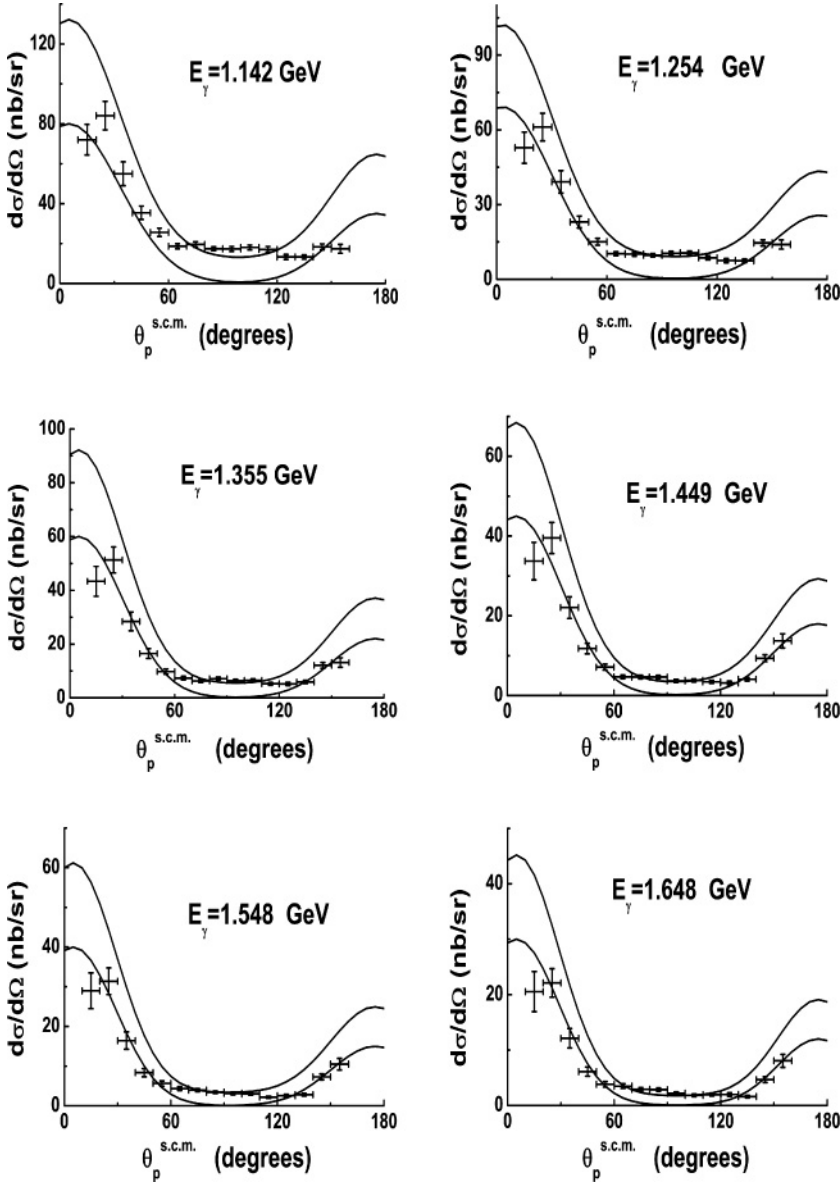 130
80
40
0
0
60
120
180
dσ/dΩ (nb/sr)
E_γ=1.142 GeV
θ_p^s.c.m. (degrees)
90
60
30
0
0
60
120
180
dσ/dΩ (nb/sr)
E_γ=1.254 GeV
θ_p^s.c.m. (degrees)
100
80
60
40
20
0
0
60
120
180
dσ/dΩ (nb/sr)
E_γ=1.355 GeV
θ_p^s.c.m. (degrees)
60
40
20
0
0
60
120
180
dσ/dΩ (nb/sr)
E_γ=1.449 GeV
θ_p^s.c.m. (degrees)
60
40
20
0
0
60
120
180
dσ/dΩ (nb/sr)
E_γ=1.548 GeV
θ_p^s.c.m. (degrees)
40
20
0
0
60
120
180
dσ/dΩ (nb/sr)
E_γ=1.648 GeV
θ_p^s.c.m. (degrees)